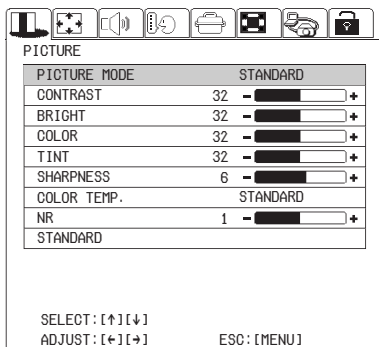 PICTURE
PICTURE MODE STANDARD
CONTRAST 32 - +
BRIGHT 32 - +
COLOR 32 - +
TINT 32 - +
SHARPNESS 6 - +
COLOR TEMP. STANDARD
NR 1 - +
STANDARD
SELECT:[↑][↓]
ADJUST:[←][→] ESC:[MENU]